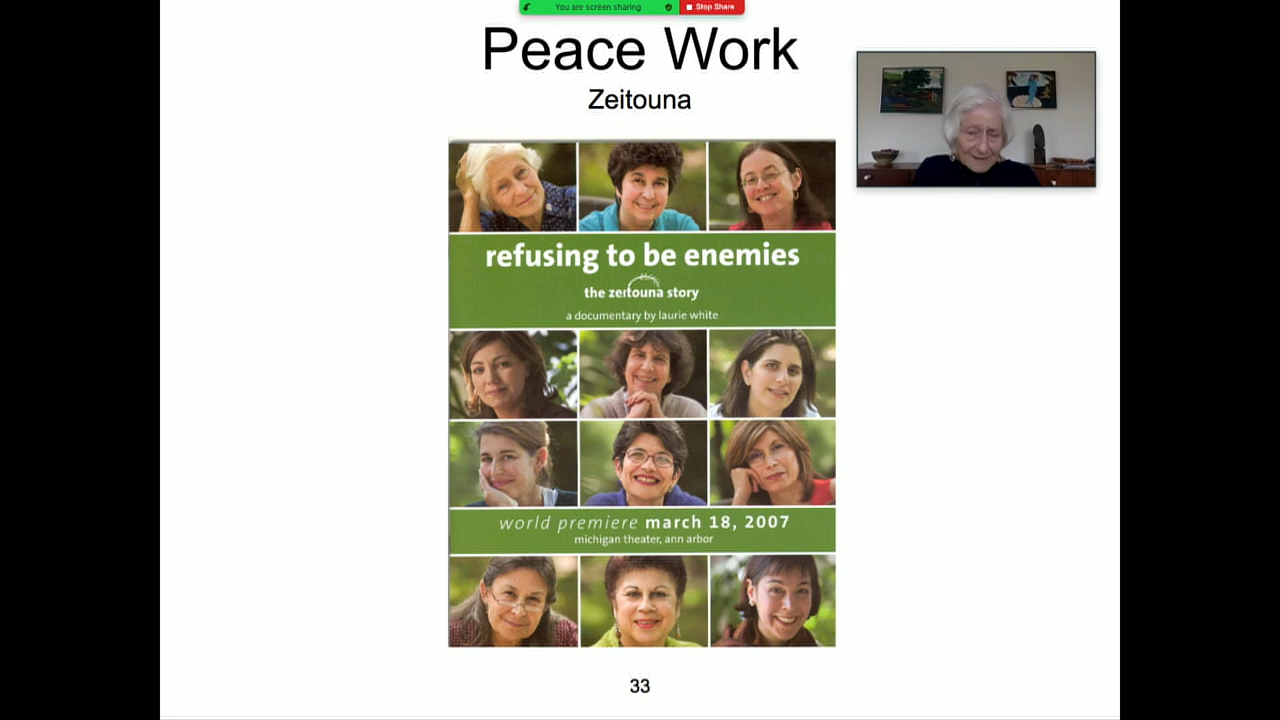 You are screen sharing
Stop Share
Peace Work
Zeitouna
refusing to be enemies
the zeitouna story
a documentary by laurie white
world premiere march 18, 2007
michigan theater, ann arbor
33